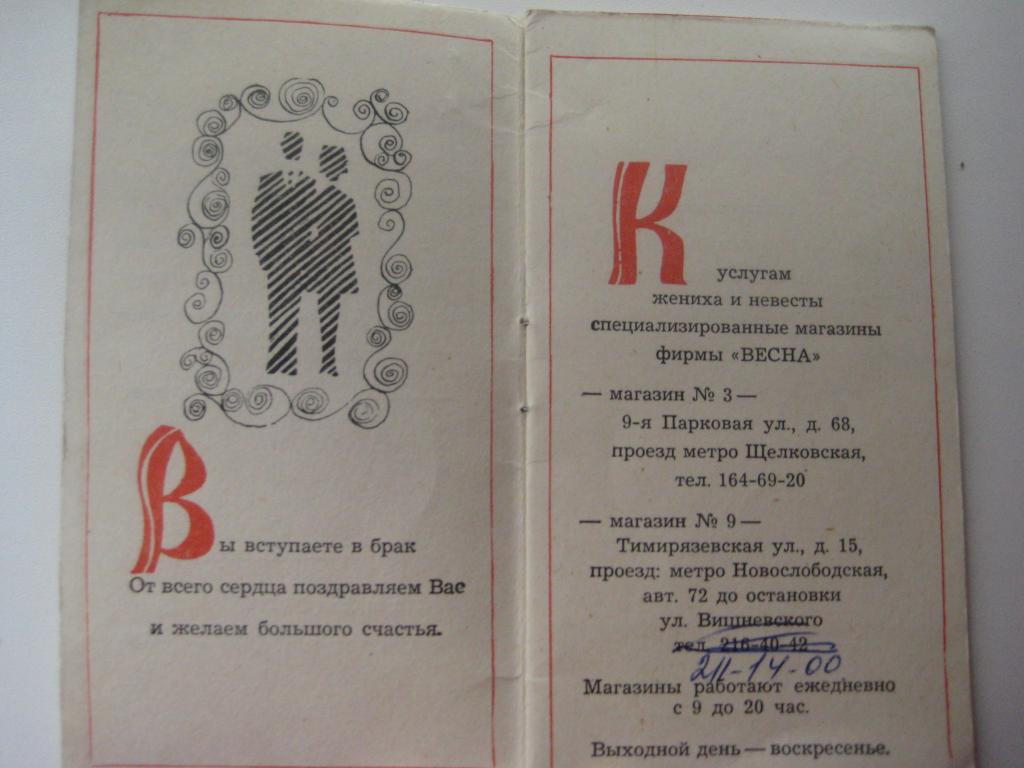 Вы вступаете в брак
От всего сердца поздравляем Вас
и желаем большого счастья.
К услугам
жениха и невесты
специализированные магазины
фирмы «ВЕСНА»
— магазин № 3 —
9-я Парковая ул., д. 68,
проезд метро Щелковская,
тел. 164-69-20
— магазин № 9 —
Тимирязевская ул., д. 15,
проезд: метро Новослободская,
авт. 72 до остановки
ул. Вишневского
тел. 216-40-42
211-14-00
Магазины работают ежедневно
с 9 до 20 час.
Выходной день — воскресенье.